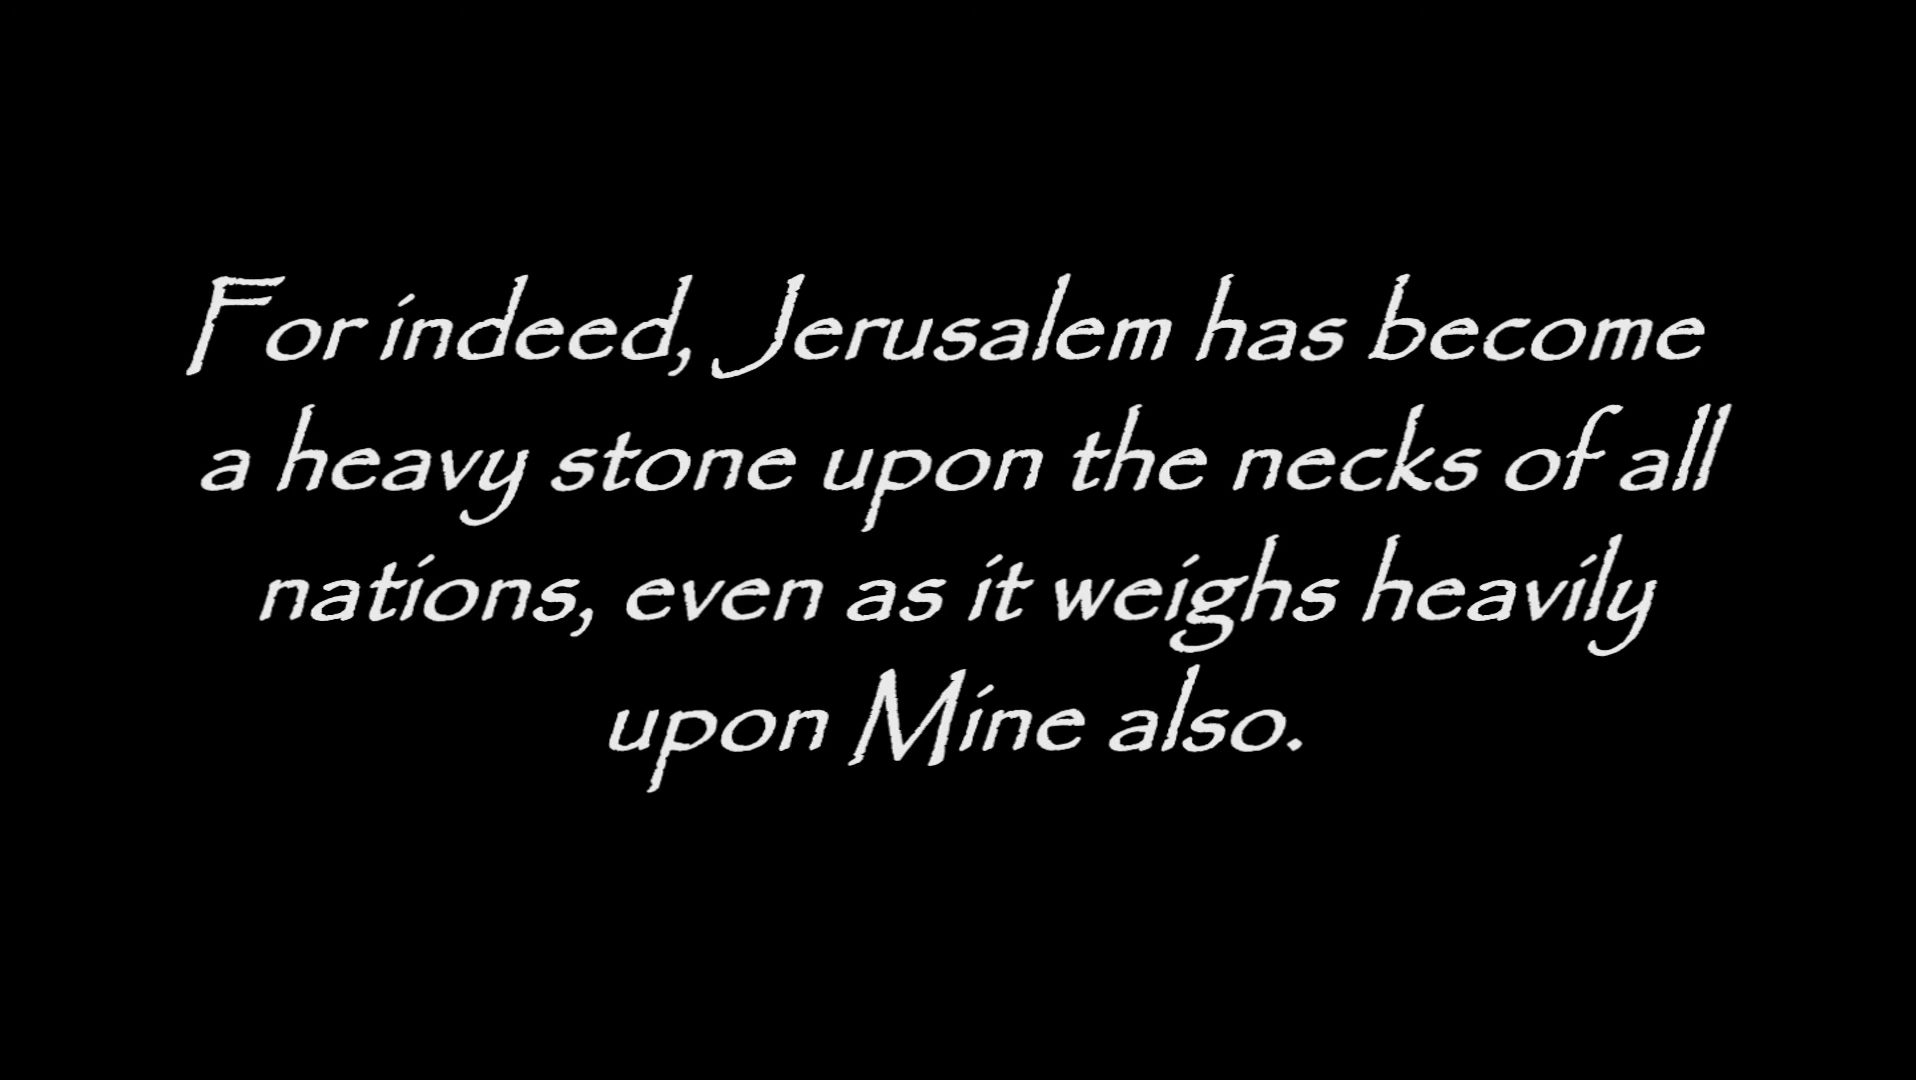 For indeed, Jerusalem has become
a heavy stone upon the necks of all
nations, even as it weighs heavily
upon Mine also.